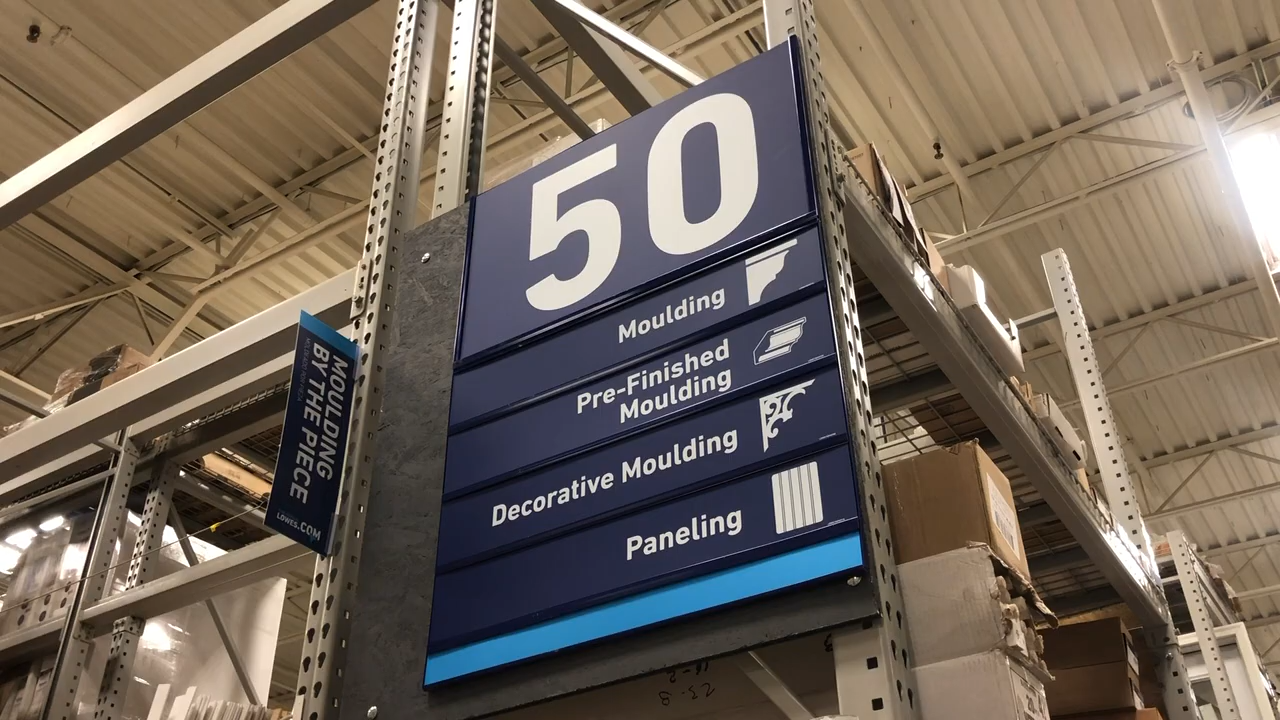 50
Moulding
Pre-Finished
Moulding
Decorative Moulding
Paneling
MOULDING
BY THE PIECE
LOWES.COM